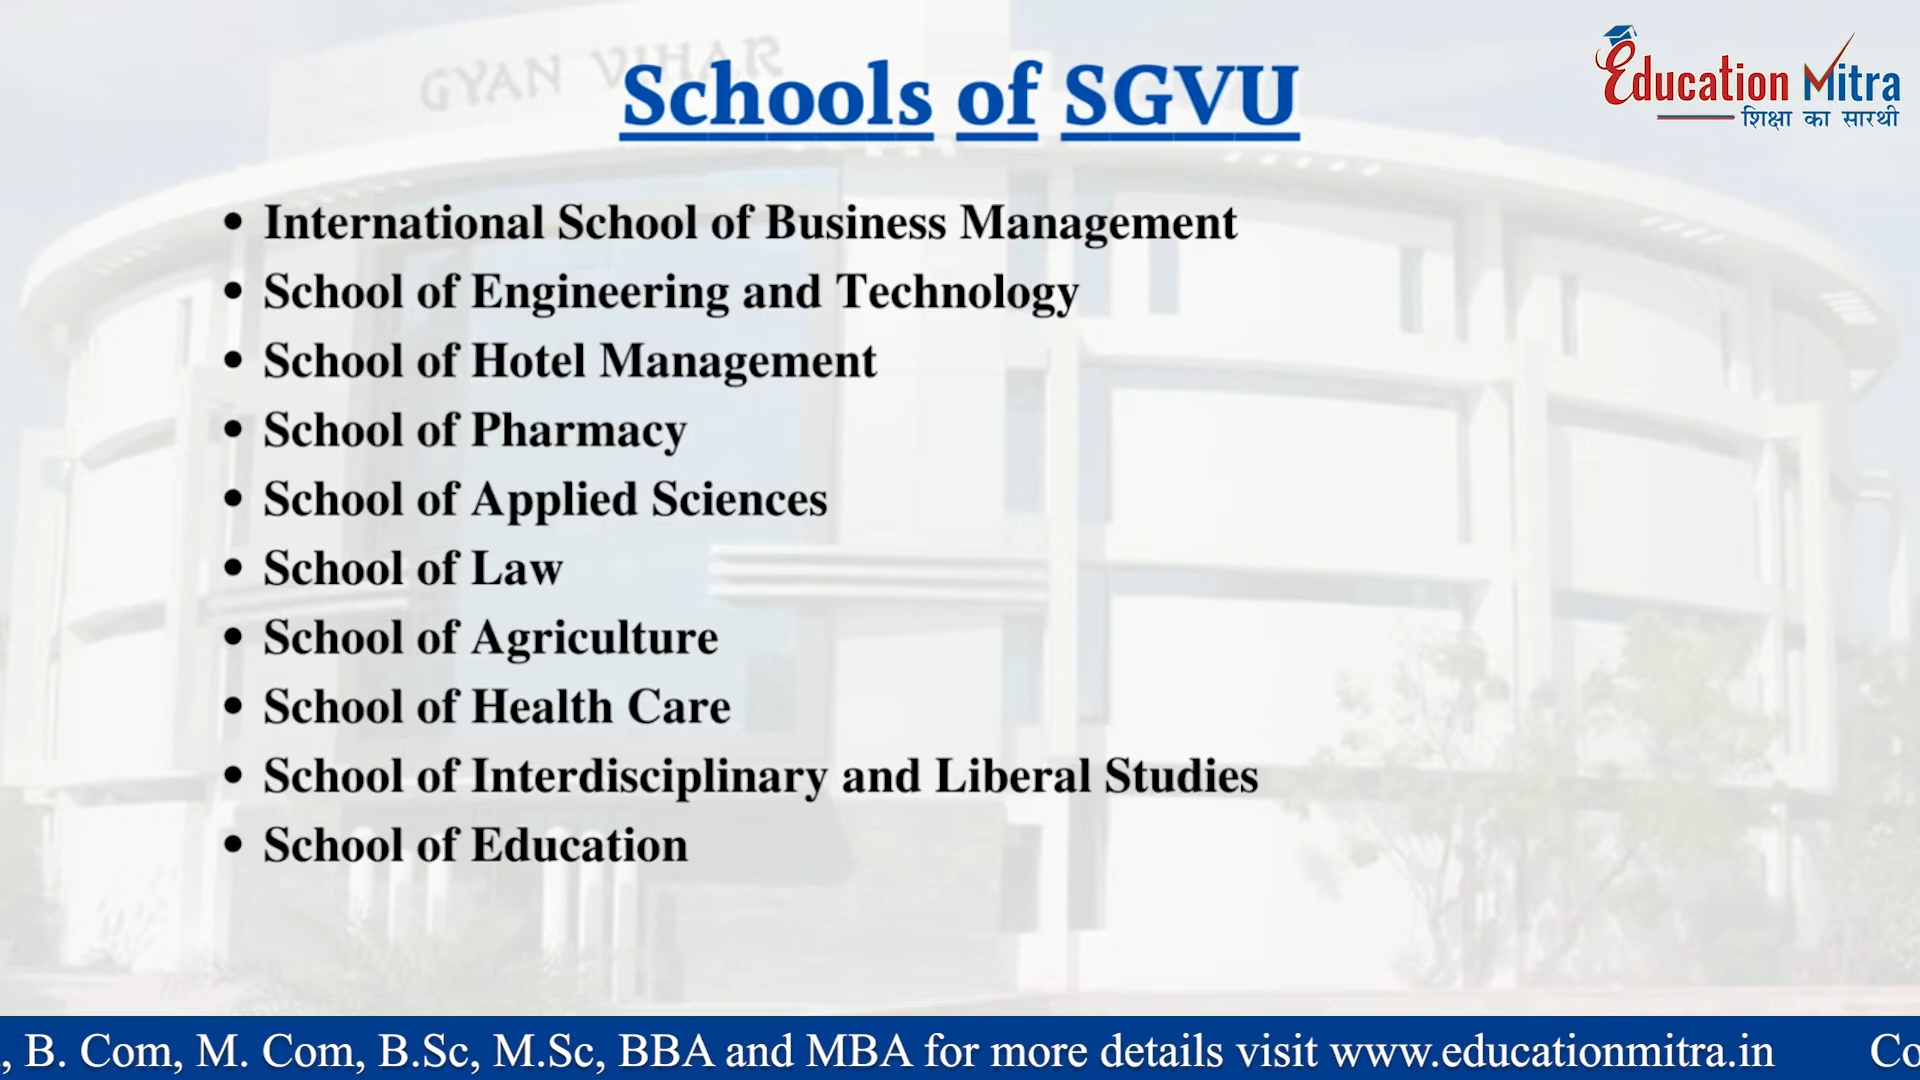 GYAN VIHAR
Schools of SGVU
Education Mitra
शिक्षा का सारथी
• International School of Business Management
• School of Engineering and Technology
• School of Hotel Management
• School of Pharmacy
• School of Applied Sciences
• School of Law
• School of Agriculture
• School of Health Care
• School of Interdisciplinary and Liberal Studies
• School of Education
, B. Com, M. Com, B.Sc, M.Sc, BBA and MBA for more details visit www.educationmitra.in Co